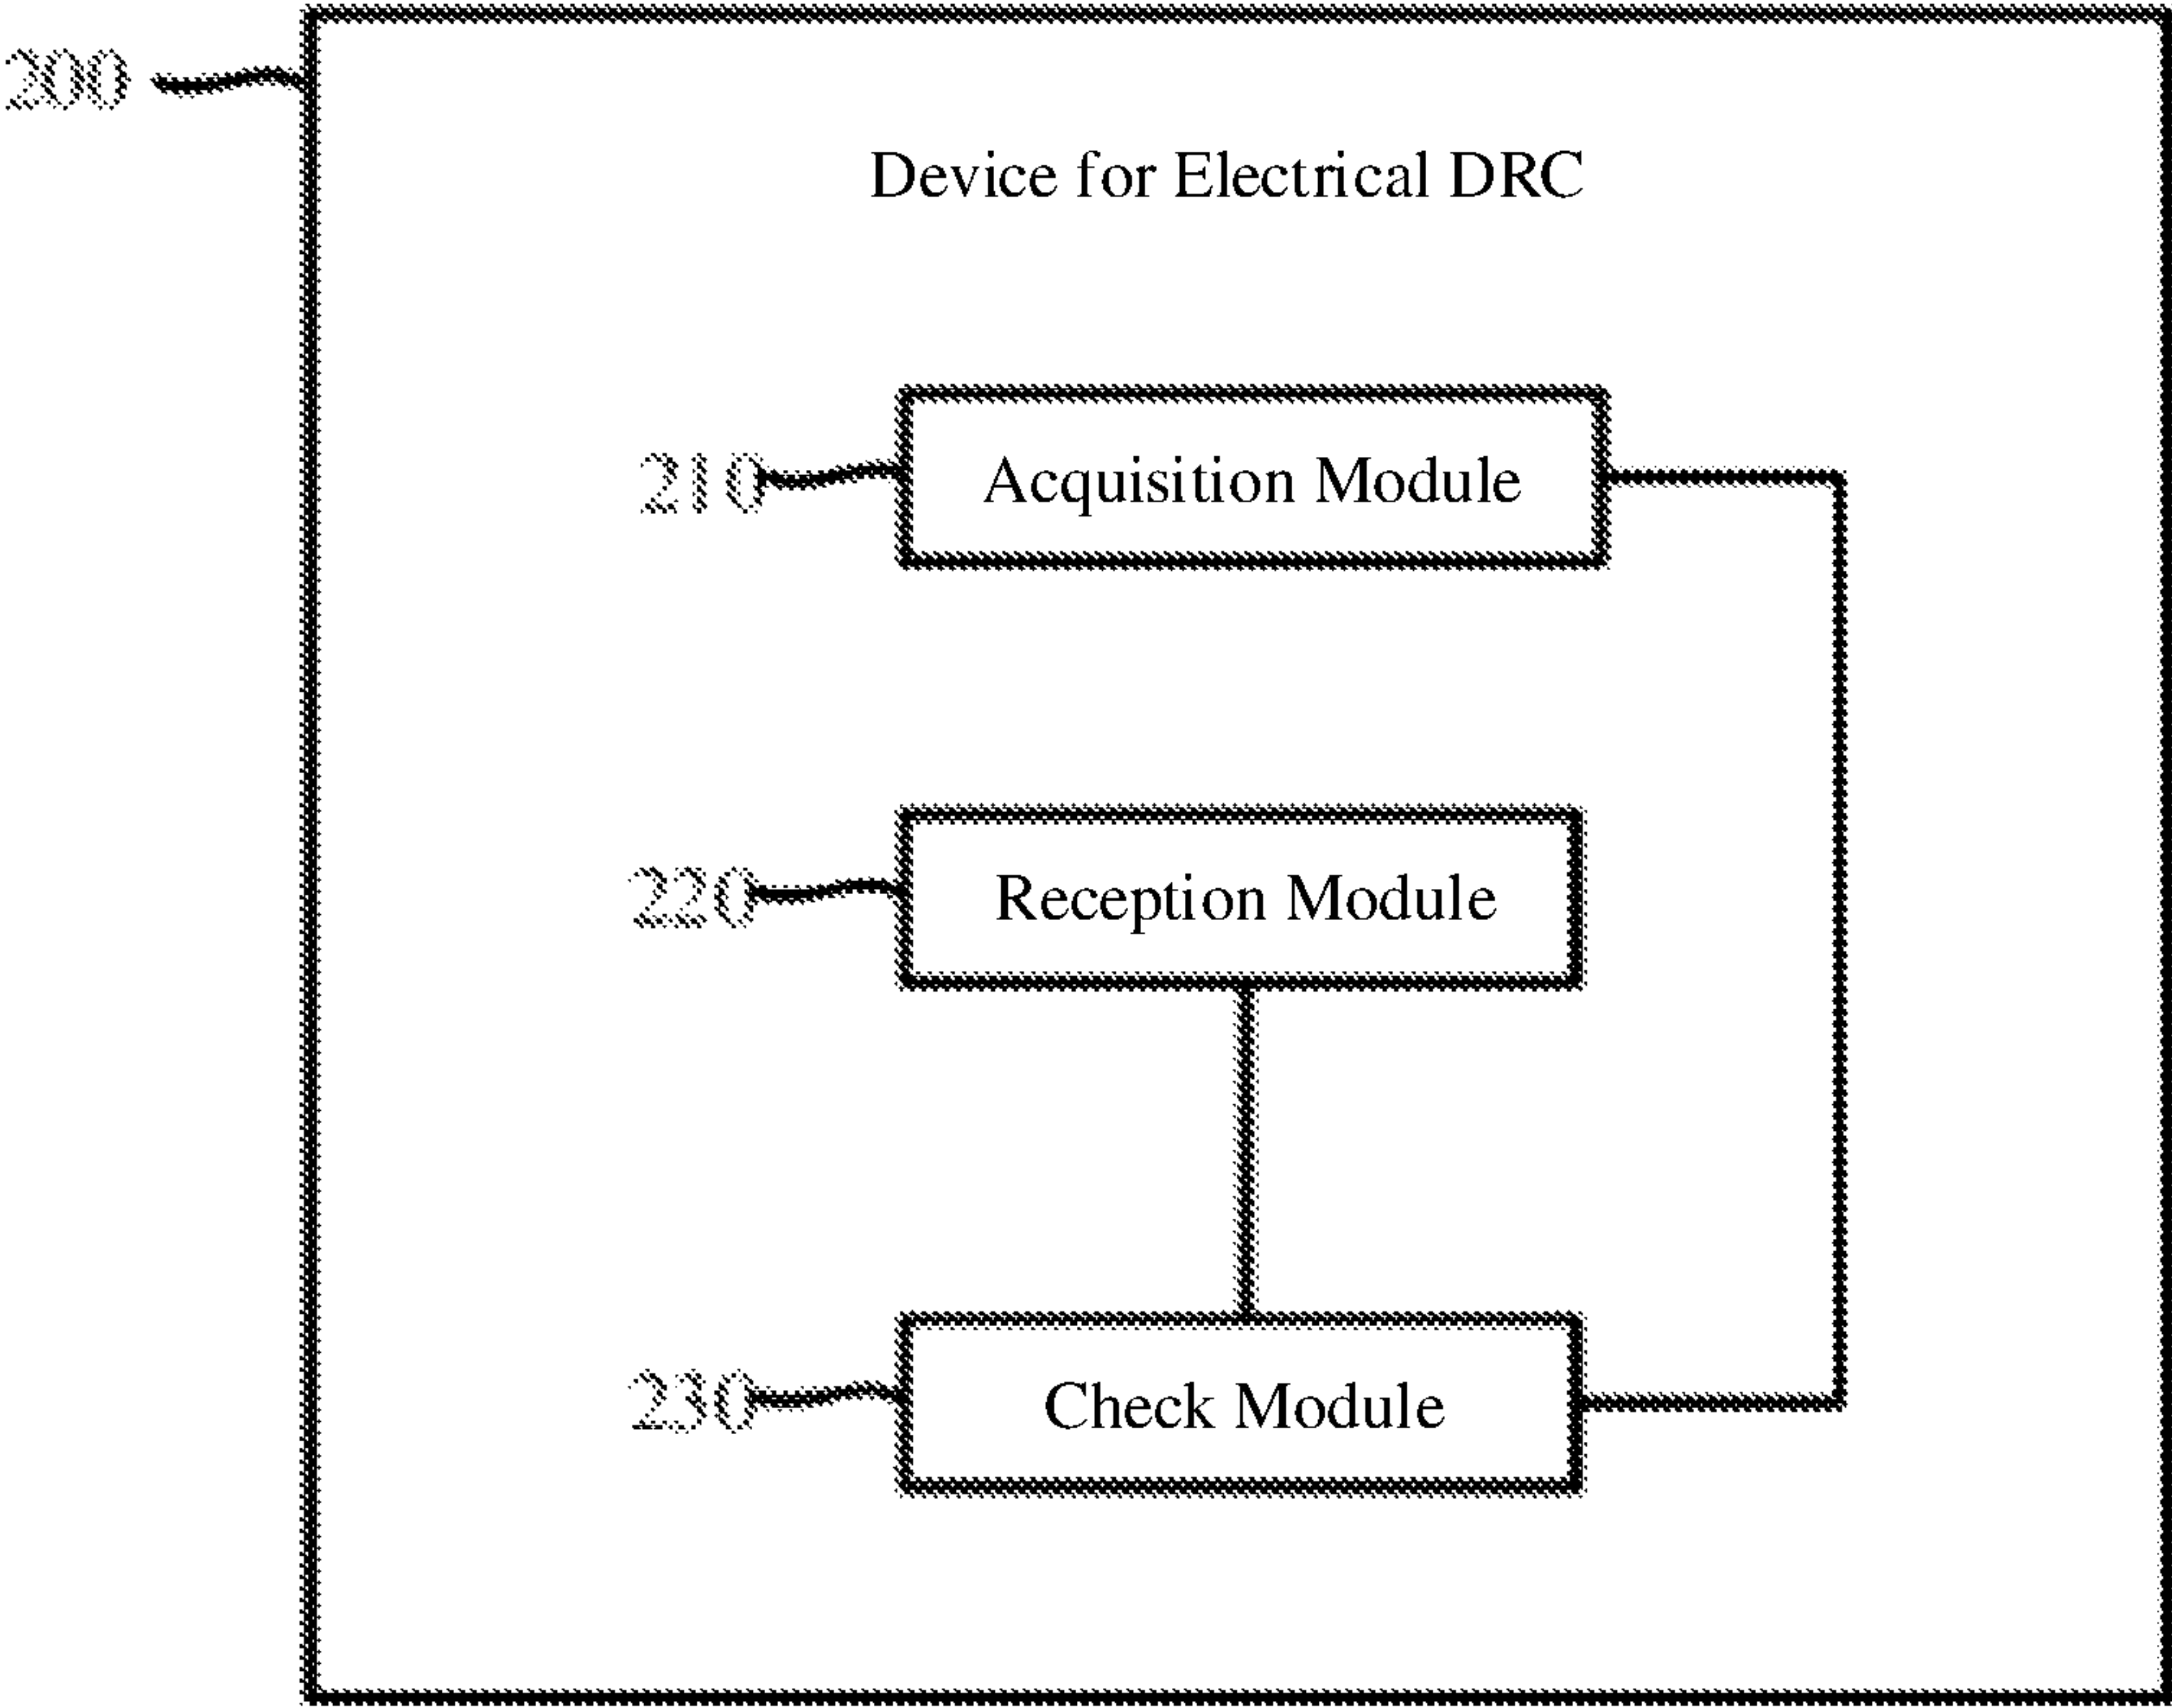 200
Device for Electrical DRC
210 Acquisition Module
220 Reception Module
230 Check Module